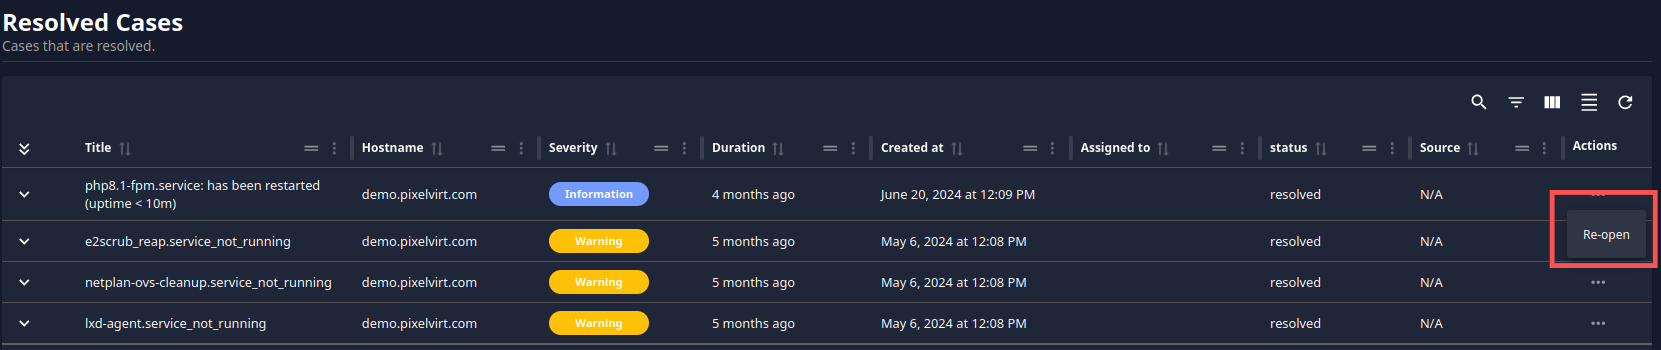 Resolved Cases
Cases that are resolved.
Title Hostname Severity Duration Created at Assigned to status Source Actions
php8.1-fpm.service: has been restarted
(uptime < 10m) demo.pixelvirt.com Information 4 months ago June 20, 2024 at 12:09 PM resolved N/A
e2scrub_reap.service_not_running demo.pixelvirt.com Warning 5 months ago May 6, 2024 at 12:08 PM resolved N/A
Re-open
netplan-ovs-cleanup.service_not_running demo.pixelvirt.com Warning 5 months ago May 6, 2024 at 12:08 PM resolved N/A
lxd-agent.service_not_running demo.pixelvirt.com Warning 5 months ago May 6, 2024 at 12:08 PM resolved N/A